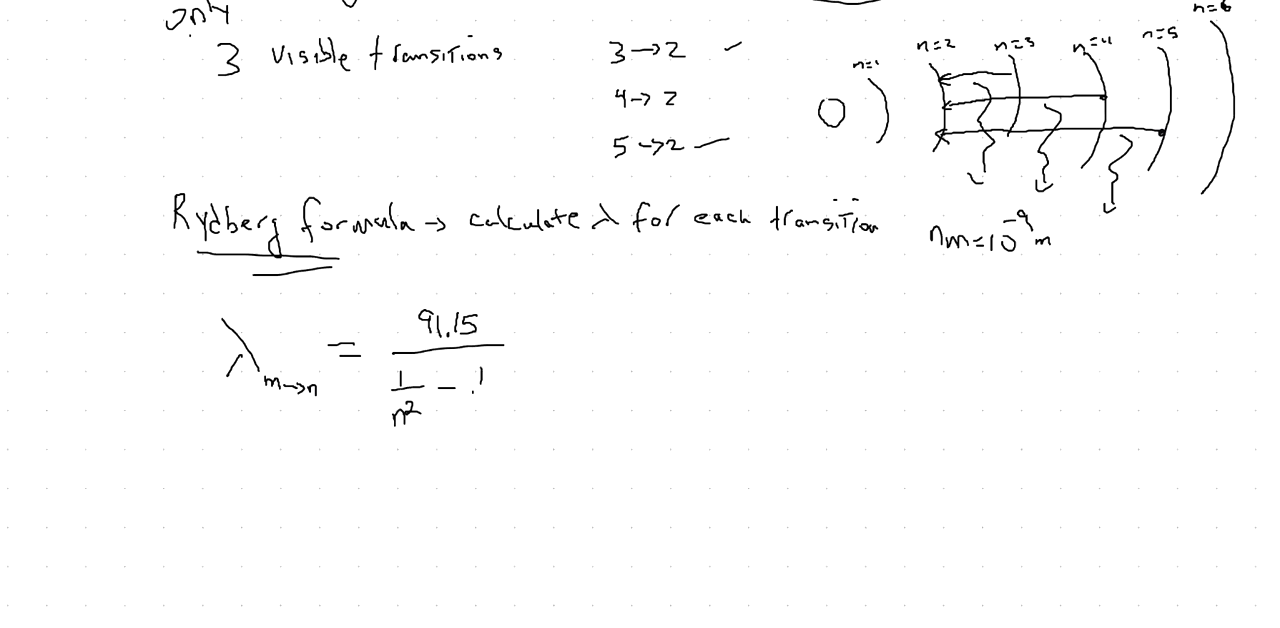 only
3 visible transitions
3→2 ✓
4→2
5→2 ✓
n=1
n=2
n=3
n=4
n=5
n=6
Rydberg formula → calculate λ for each transition
nm=10⁻⁹m
λ m→n = 91.15 / 1/n² - 1